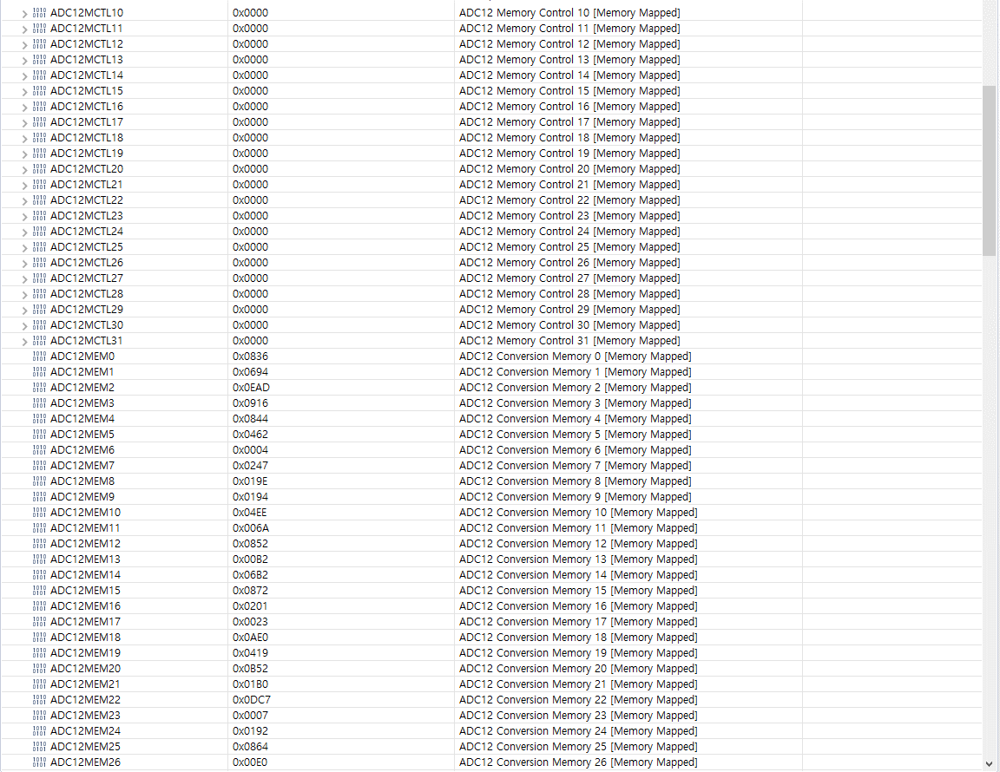 ADC12MCTL10 0x0000 ADC12 Memory Control 10 [Memory Mapped]
ADC12MCTL11 0x0000 ADC12 Memory Control 11 [Memory Mapped]
ADC12MCTL12 0x0000 ADC12 Memory Control 12 [Memory Mapped]
ADC12MCTL13 0x0000 ADC12 Memory Control 13 [Memory Mapped]
ADC12MCTL14 0x0000 ADC12 Memory Control 14 [Memory Mapped]
ADC12MCTL15 0x0000 ADC12 Memory Control 15 [Memory Mapped]
ADC12MCTL16 0x0000 ADC12 Memory Control 16 [Memory Mapped]
ADC12MCTL17 0x0000 ADC12 Memory Control 17 [Memory Mapped]
ADC12MCTL18 0x0000 ADC12 Memory Control 18 [Memory Mapped]
ADC12MCTL19 0x0000 ADC12 Memory Control 19 [Memory Mapped]
ADC12MCTL20 0x0000 ADC12 Memory Control 20 [Memory Mapped]
ADC12MCTL21 0x0000 ADC12 Memory Control 21 [Memory Mapped]
ADC12MCTL22 0x0000 ADC12 Memory Control 22 [Memory Mapped]
ADC12MCTL23 0x0000 ADC12 Memory Control 23 [Memory Mapped]
ADC12MCTL24 0x0000 ADC12 Memory Control 24 [Memory Mapped]
ADC12MCTL25 0x0000 ADC12 Memory Control 25 [Memory Mapped]
ADC12MCTL26 0x0000 ADC12 Memory Control 26 [Memory Mapped]
ADC12MCTL27 0x0000 ADC12 Memory Control 27 [Memory Mapped]
ADC12MCTL28 0x0000 ADC12 Memory Control 28 [Memory Mapped]
ADC12MCTL29 0x0000 ADC12 Memory Control 29 [Memory Mapped]
ADC12MCTL30 0x0000 ADC12 Memory Control 30 [Memory Mapped]
ADC12MCTL31 0x0000 ADC12 Memory Control 31 [Memory Mapped]
ADC12MEM0 0x0836 ADC12 Conversion Memory 0 [Memory Mapped]
ADC12MEM1 0x0694 ADC12 Conversion Memory 1 [Memory Mapped]
ADC12MEM2 0x0EAD ADC12 Conversion Memory 2 [Memory Mapped]
ADC12MEM3 0x0916 ADC12 Conversion Memory 3 [Memory Mapped]
ADC12MEM4 0x0844 ADC12 Conversion Memory 4 [Memory Mapped]
ADC12MEM5 0x0462 ADC12 Conversion Memory 5 [Memory Mapped]
ADC12MEM6 0x0004 ADC12 Conversion Memory 6 [Memory Mapped]
ADC12MEM7 0x0247 ADC12 Conversion Memory 7 [Memory Mapped]
ADC12MEM8 0x019E ADC12 Conversion Memory 8 [Memory Mapped]
ADC12MEM9 0x0194 ADC12 Conversion Memory 9 [Memory Mapped]
ADC12MEM10 0x04EE ADC12 Conversion Memory 10 [Memory Mapped]
ADC12MEM11 0x006A ADC12 Conversion Memory 11 [Memory Mapped]
ADC12MEM12 0x0852 ADC12 Conversion Memory 12 [Memory Mapped]
ADC12MEM13 0x00B2 ADC12 Conversion Memory 13 [Memory Mapped]
ADC12MEM14 0x06B2 ADC12 Conversion Memory 14 [Memory Mapped]
ADC12MEM15 0x0872 ADC12 Conversion Memory 15 [Memory Mapped]
ADC12MEM16 0x0201 ADC12 Conversion Memory 16 [Memory Mapped]
ADC12MEM17 0x0023 ADC12 Conversion Memory 17 [Memory Mapped]
ADC12MEM18 0x0AE0 ADC12 Conversion Memory 18 [Memory Mapped]
ADC12MEM19 0x0419 ADC12 Conversion Memory 19 [Memory Mapped]
ADC12MEM20 0x0B52 ADC12 Conversion Memory 20 [Memory Mapped]
ADC12MEM21 0x01B0 ADC12 Conversion Memory 21 [Memory Mapped]
ADC12MEM22 0x0DC7 ADC12 Conversion Memory 22 [Memory Mapped]
ADC12MEM23 0x0007 ADC12 Conversion Memory 23 [Memory Mapped]
ADC12MEM24 0x0192 ADC12 Conversion Memory 24 [Memory Mapped]
ADC12MEM25 0x0864 ADC12 Conversion Memory 25 [Memory Mapped]
ADC12MEM26 0x00E0 ADC12 Conversion Memory 26 [Memory Mapped]